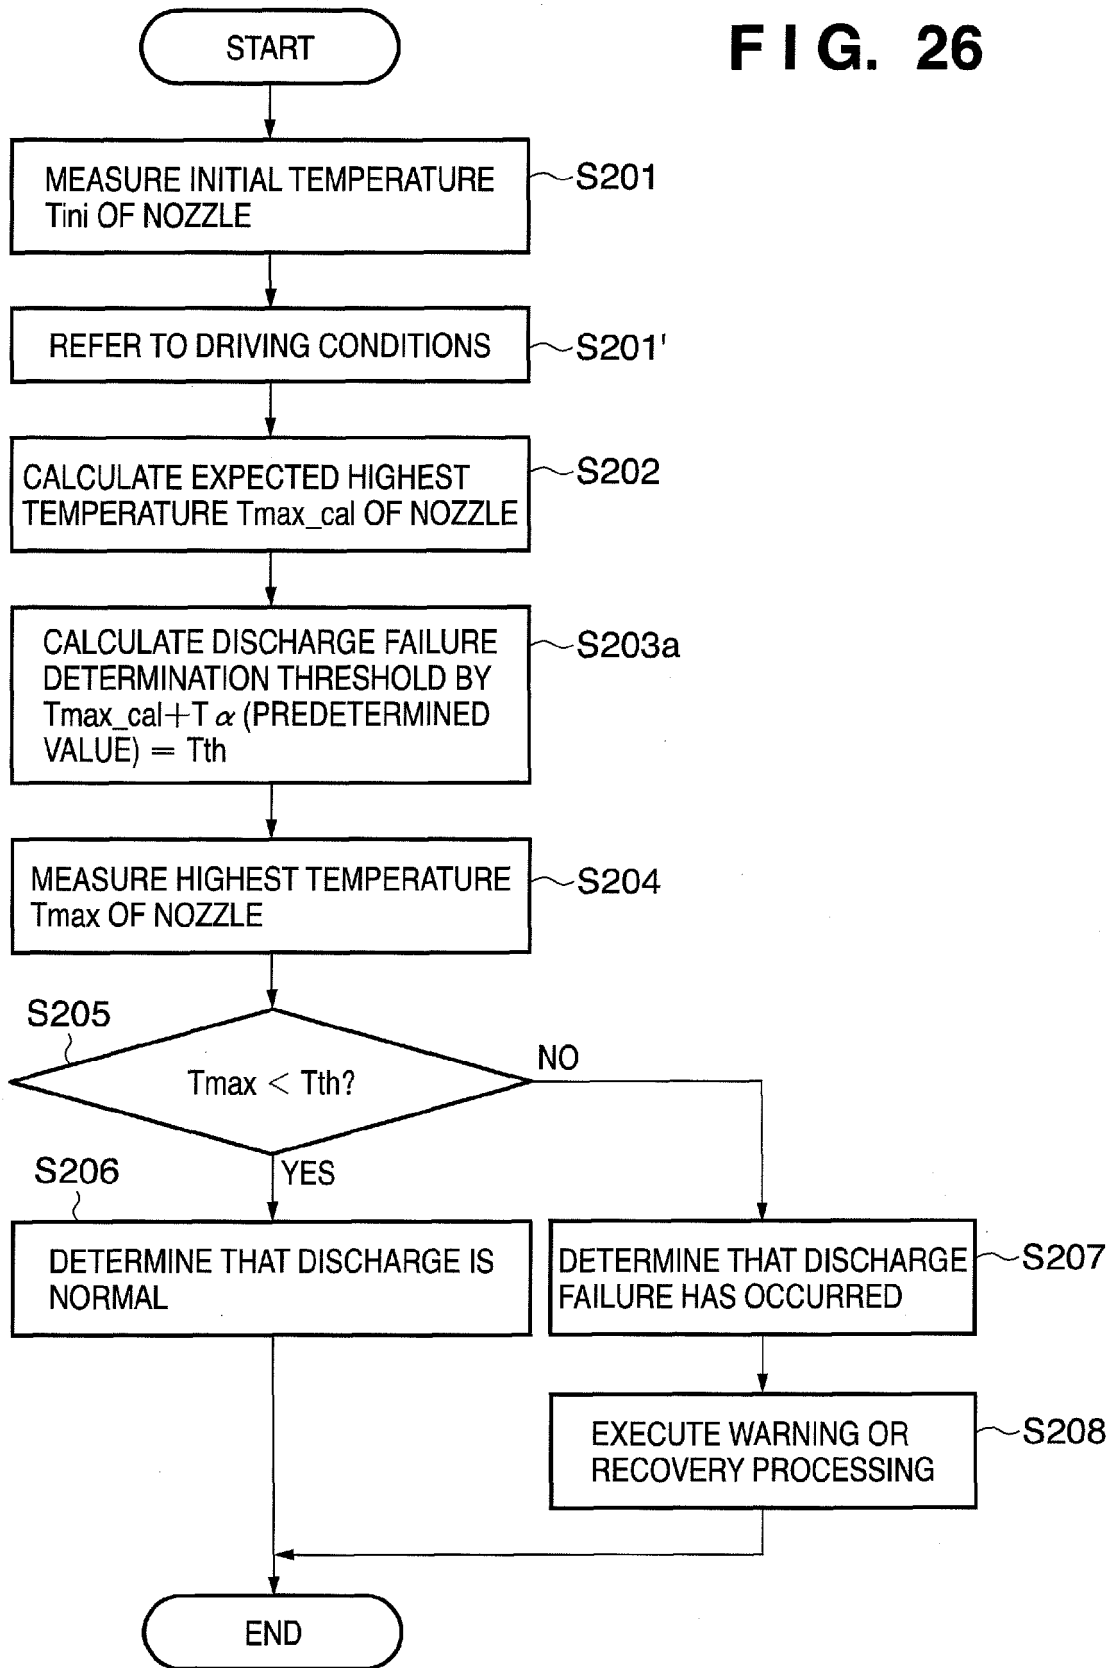 FIG. 26
START
MEASURE INITIAL TEMPERATURE
Tini OF NOZZLE
S201
REFER TO DRIVING CONDITIONS
S201'
CALCULATE EXPECTED HIGHEST
TEMPERATURE Tmax_cal OF NOZZLE
S202
CALCULATE DISCHARGE FAILURE
DETERMINATION THRESHOLD BY
Tmax_cal+T α (PREDETERMINED
VALUE) = Tth
S203a
MEASURE HIGHEST TEMPERATURE
Tmax OF NOZZLE
S204
S205
Tmax < Tth?
NO
YES
S206
DETERMINE THAT DISCHARGE IS
NORMAL
DETERMINE THAT DISCHARGE
FAILURE HAS OCCURRED
S207
EXECUTE WARNING OR
RECOVERY PROCESSING
S208
END